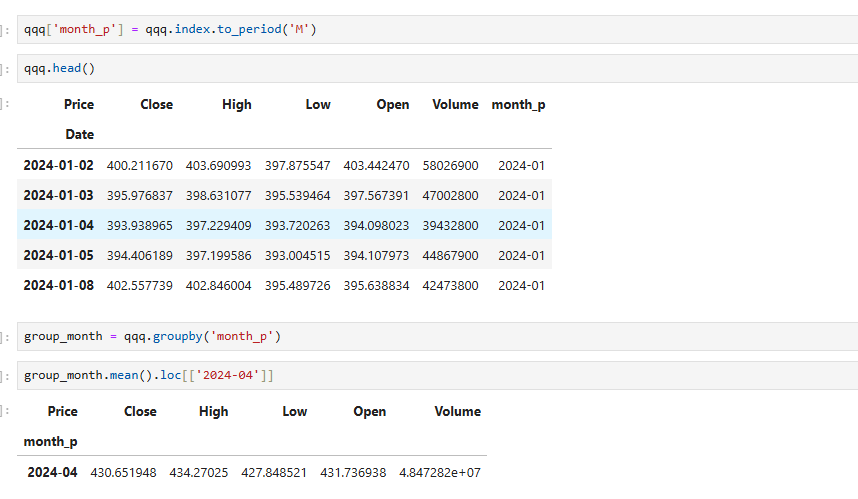 ]: qqq['month_p'] = qqq.index.to_period('M')
]: qqq.head()
]: Price Close High Low Open Volume month_p
Date
2024-01-02 400.211670 403.690993 397.875547 403.442470 58026900 2024-01
2024-01-03 395.976837 398.631077 395.539464 397.567391 47002800 2024-01
2024-01-04 393.938965 397.229409 393.720263 394.098023 39432800 2024-01
2024-01-05 394.406189 397.199586 393.004515 394.107973 44867900 2024-01
2024-01-08 402.557739 402.846004 395.489726 395.638834 42473800 2024-01
]: group_month = qqq.groupby('month_p')
]: group_month.mean().loc[['2024-04']]
]: Price Close High Low Open Volume
month_p
2024-04 430.651948 434.27025 427.848521 431.736938 4.847282e+07